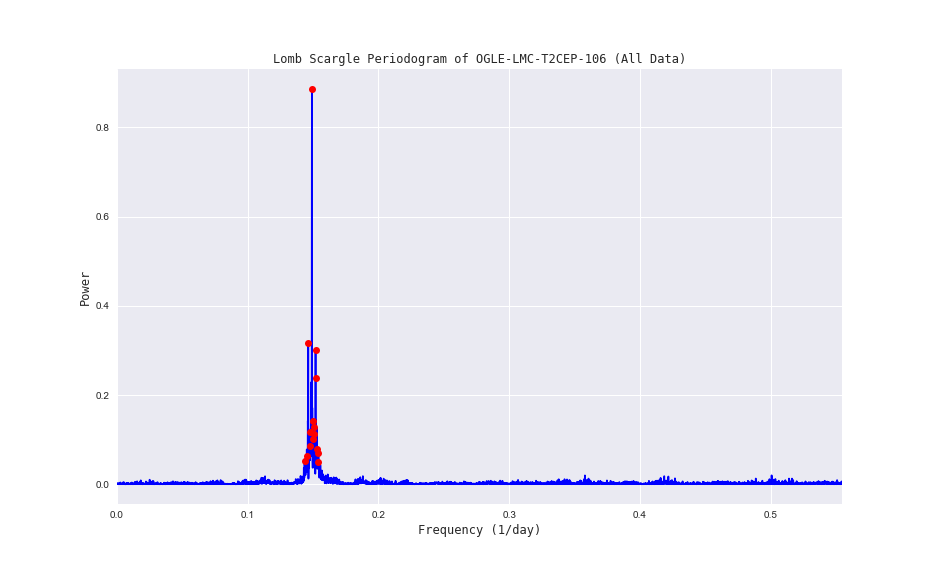 Lomb Scargle Periodogram of OGLE-LMC-T2CEP-106 (All Data)
0.8
0.6
0.4
0.2
0.0
Power
0.0 0.1 0.2 0.3 0.4 0.5
Frequency (1/day)